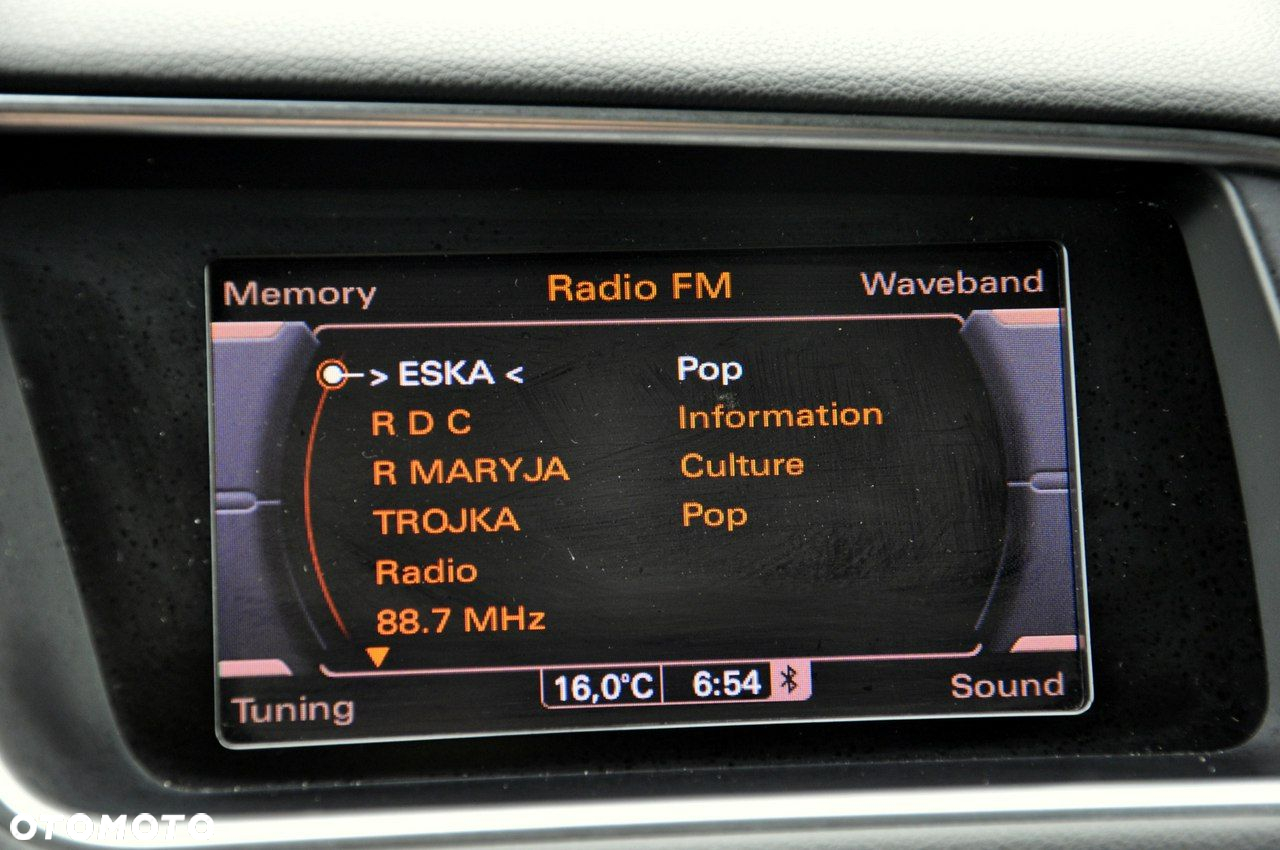 Memory Radio FM Waveband
> ESKA < Pop
R D C Information
R MARYJA Culture
TROJKA Pop
Radio
88.7 MHz
Tuning 16,0°C 6:54 Sound
OTOMOTO